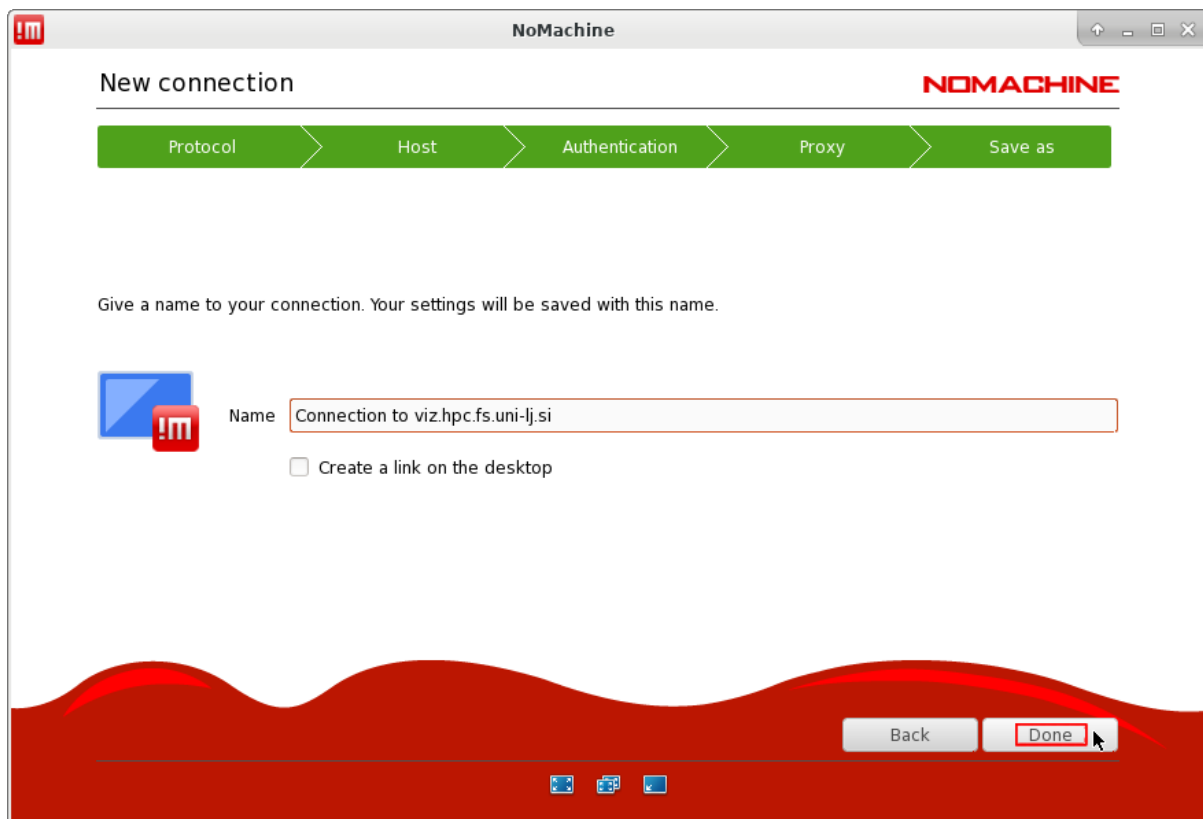 !m
NoMachine
New connection
NOMACHINE
Protocol
Host
Authentication
Proxy
Save as
Give a name to your connection. Your settings will be saved with this name.
!m
Name
Connection to viz.hpc.fs.uni-lj.si
Create a link on the desktop
Back
Done